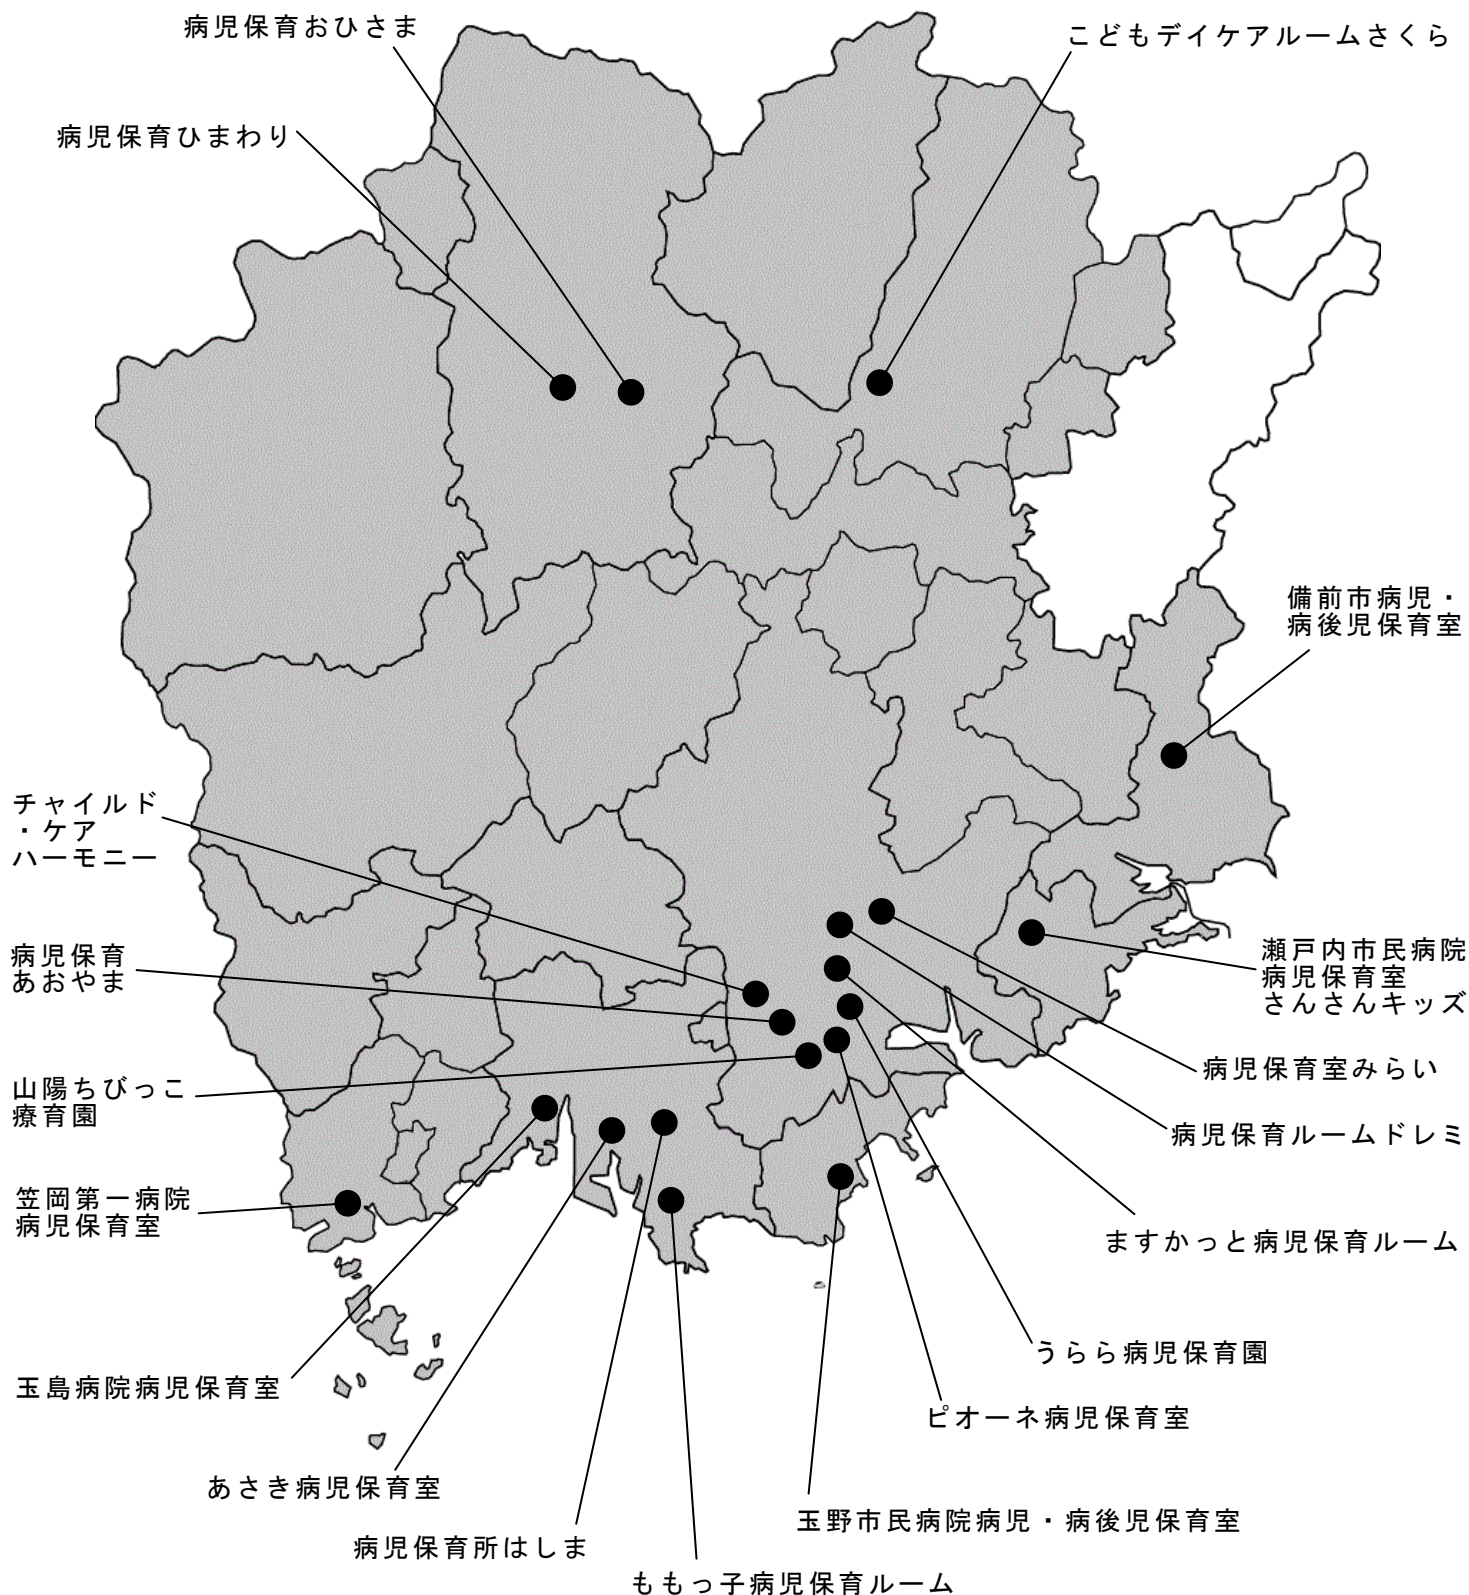 病児保育おひさま
こどもデイケアルームさくら
病児保育ひまわり
備前市病児・
病後児保育室
チャイルド
・ケア
ハーモニー
病児保育
あおやま
瀬戸内市民病院
病児保育室
さんさんキッズ
病児保育室みらい
山陽ちびっこ
療育園
病児保育ルームドレミ
笠岡第一病院
病児保育室
ますかっと病児保育ルーム
うらら病児保育園
玉島病院病児保育室
ピオーネ病児保育室
あさき病児保育室
玉野市民病院病児・病後児保育室
病児保育所はしま
ももっ子病児保育ルーム